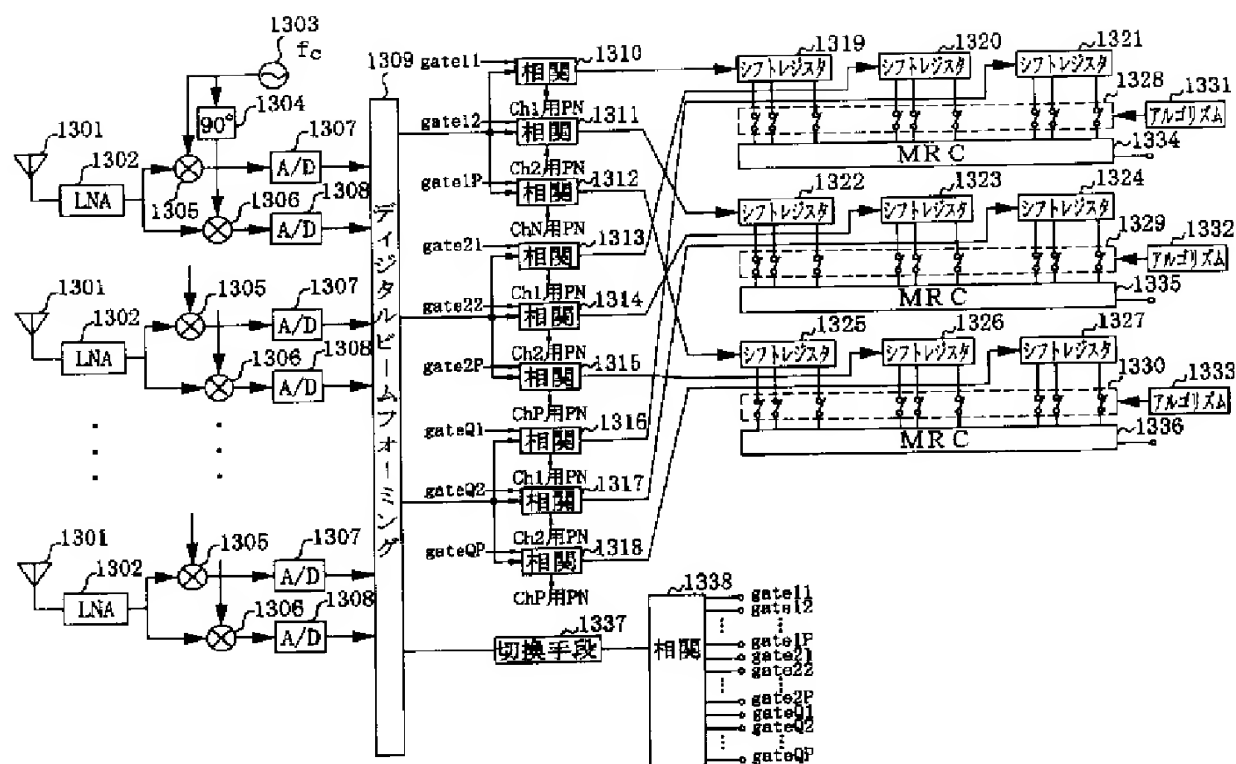 1303
fc
1309
1304
90°
1301
1302
LNA
1305
1307
A/D
1306
1308
A/D
1301
1302
LNA
1305
1307
A/D
1306
1308
A/D
1301
1302
LNA
1305
1307
A/D
1306
1308
A/D
ディジタルビームフォーミング
gate11
相関
1310
Ch1用PN
gate12
相関
1311
Ch2用PN
gate1P
相関
1312
ChN用PN
gate21
相関
1313
Ch1用PN
gate22
相関
1314
Ch2用PN
gate2P
相関
1315
ChP用PN
gateQ1
相関
1316
Ch1用PN
gateQ2
相関
1317
Ch2用PN
gateQP
相関
1318
ChP用PN
1337
切換手段
1338
相関
gate11
gate12
gate1P
gate21
gate22
gate2P
gateQ1
gateQ2
gateQP
1319
シフトレジスタ
1320
シフトレジスタ
1321
シフトレジスタ
1328
1331
アルゴリズム
1334
MRC
1322
シフトレジスタ
1323
シフトレジスタ
1324
シフトレジスタ
1329
1332
アルゴリズム
1335
MRC
1325
シフトレジスタ
1326
シフトレジスタ
1327
シフトレジスタ
1330
1333
アルゴリズム
1336
MRC